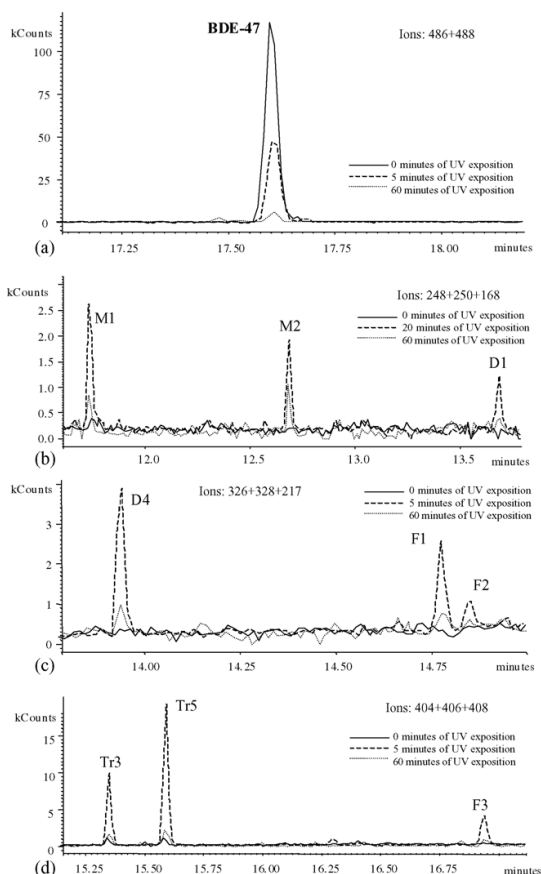 kCounts
BDE-47
Ions: 486+488
100
75
50
25
0
0 minutes of UV exposition
5 minutes of UV exposition
60 minutes of UV exposition
17.25
17.50
17.75
18.00
minutes
(a)
kCounts
Ions: 248+250+168
2.5
2.0
1.5
1.0
0.5
0.0
M1
M2
D1
0 minutes of UV exposition
20 minutes of UV exposition
60 minutes of UV exposition
12.0
12.5
13.0
13.5
minutes
(b)
kCounts
Ions: 326+328+217
3
2
1
0
D4
F1
F2
0 minutes of UV exposition
5 minutes of UV exposition
60 minutes of UV exposition
14.00
14.25
14.50
14.75
minutes
(c)
kCounts
Ions: 404+406+408
15
10
5
0
Tr3
Tr5
F3
0 minutes of UV exposition
5 minutes of UV exposition
60 minutes of UV exposition
15.25
15.50
15.75
16.00
16.25
16.50
16.75
minutes
(d)